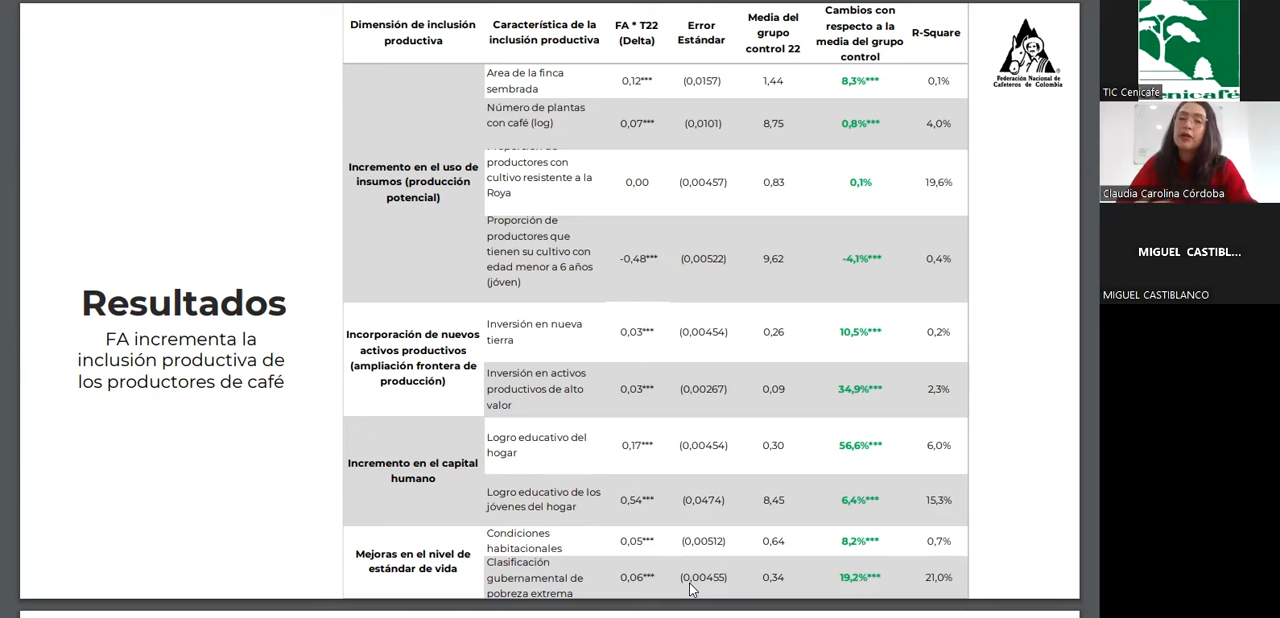 Resultados
FA incrementa la
inclusión productiva de
los productores de café
Dimensión de inclusión
productiva
Característica de la
inclusión productiva
FA * T22
(Delta)
Error
Estándar
Media del
grupo
control 22
Cambios con
respecto a la
media del grupo
control
R-Square
Incremento en el uso de
insumos (producción
potencial)
Area de la finca
sembrada
0,12***
(0,0157)
1,44
8,3%***
0,1%
Número de plantas
con café (log)
0,07***
(0,0101)
8,75
0,8%***
4,0%
productores con
cultivo resistente a la
Roya
0,00
(0,00457)
0,83
0,1%
19,6%
Proporción de
productores que
tienen su cultivo con
edad menor a 6 años
(jóven)
-0,48***
(0,00522)
9,62
-4,1%***
0,4%
Incorporación de nuevos
activos productivos
(ampliación frontera de
producción)
Inversión en nueva
tierra
0,03***
(0,00454)
0,26
10,5%***
0,2%
Inversión en activos
productivos de alto
valor
0,03***
(0,00267)
0,09
34,9%***
2,3%
Incremento en el capital
humano
Logro educativo del
hogar
0,17***
(0,00454)
0,30
56,6%***
6,0%
Logro educativo de los
jóvenes del hogar
0,54***
(0,0474)
8,45
6,4%***
15,3%
Mejoras en el nivel de
estándar de vida
Condiciones
habitacionales
0,05***
(0,00512)
0,64
8,2%***
0,7%
Clasificación
gubernamental de
pobreza extrema
0,06***
(0,00455)
0,34
19,2%***
21,0%
Federación Nacional de
Cafeteros de Colombia
®
Cenicafé
TIC Cenicafe
Claudia Carolina Córdoba
MIGUEL CASTIBL...
MIGUEL CASTIBLANCO